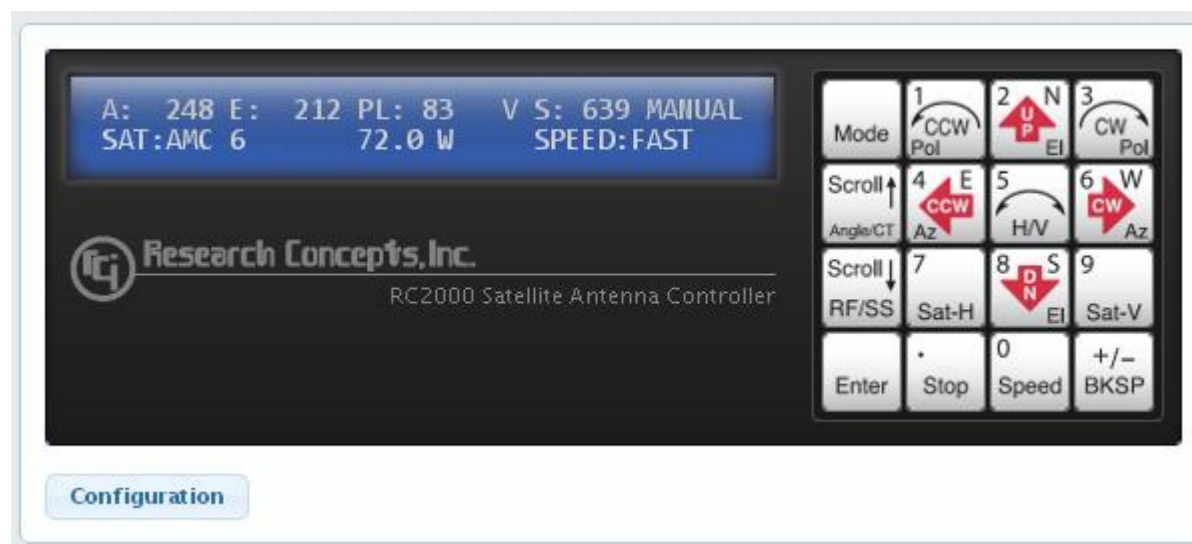 A: 248 E: 212 PL: 83 V S: 639 MANUAL
SAT:AMC 6 72.0 W SPEED:FAST
rci Research Concepts, Inc.
RC2000 Satellite Antenna Controller
Mode
1 CCW Pol
2 N UP El
3 CW Pol
Scroll Angle/CT
4 E CCW Az
5 H/V
6 W CW Az
Scroll RF/SS
7 Sat-H
8 S DN El
9 Sat-V
Enter
. Stop
0 Speed
+/- BKSP
Configuration